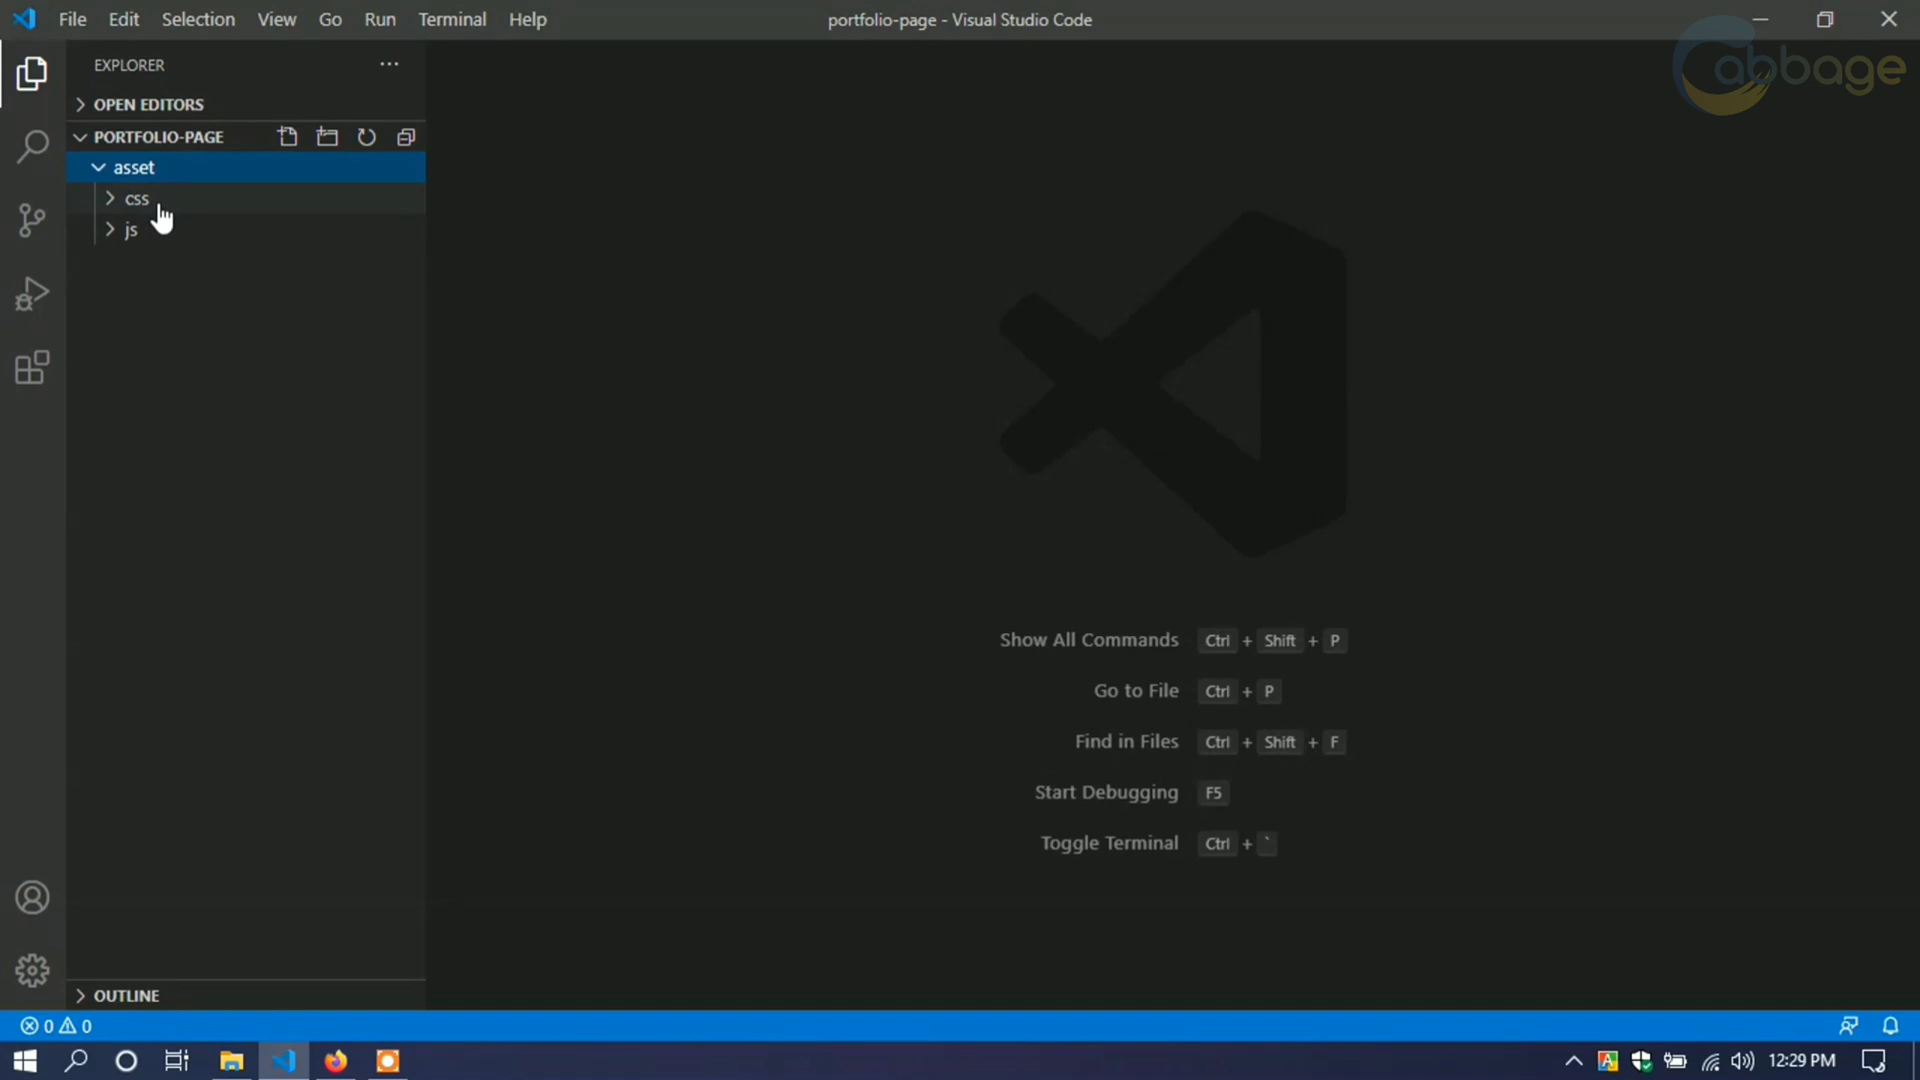 File Edit Selection View Go Run Terminal Help
portfolio-page - Visual Studio Code
Cabbage
EXPLORER
OPEN EDITORS
PORTFOLIO-PAGE
asset
css
js
Show All Commands Ctrl + Shift + P
Go to File Ctrl + P
Find in Files Ctrl + Shift + F
Start Debugging F5
Toggle Terminal Ctrl + `
OUTLINE
0 0
A
12:29 PM